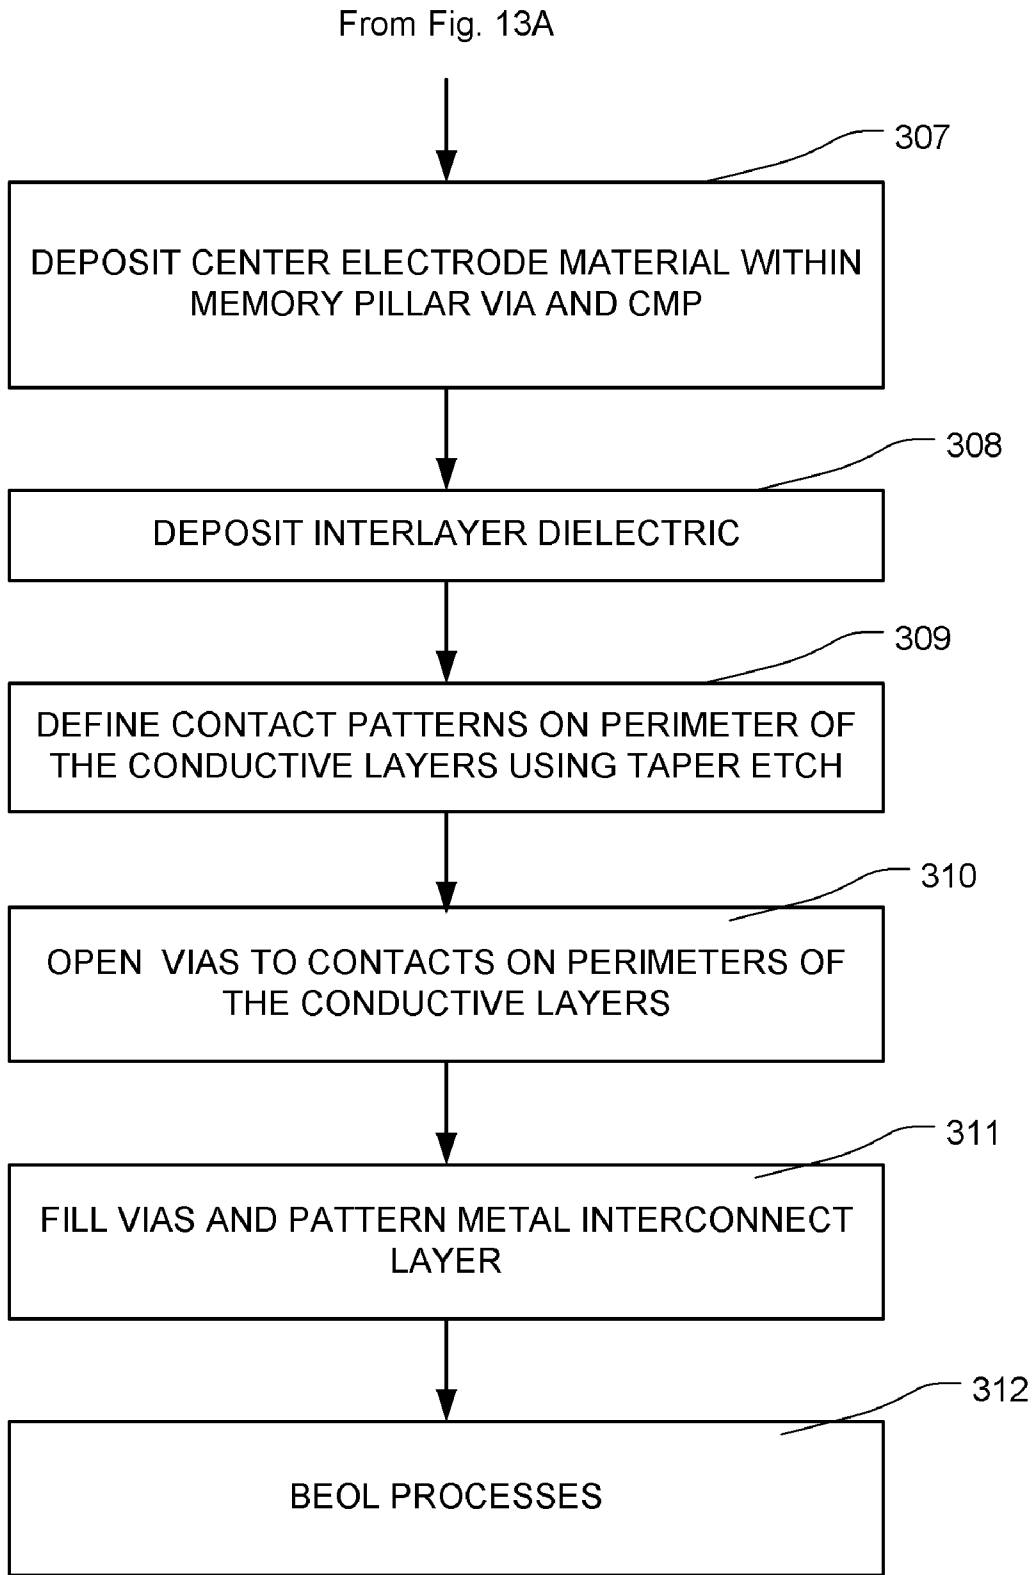 From Fig. 13A
307
DEPOSIT CENTER ELECTRODE MATERIAL WITHIN
MEMORY PILLAR VIA AND CMP
308
DEPOSIT INTERLAYER DIELECTRIC
309
DEFINE CONTACT PATTERNS ON PERIMETER OF
THE CONDUCTIVE LAYERS USING TAPER ETCH
310
OPEN VIAS TO CONTACTS ON PERIMETERS OF
THE CONDUCTIVE LAYERS
311
FILL VIAS AND PATTERN METAL INTERCONNECT
LAYER
312
BEOL PROCESSES